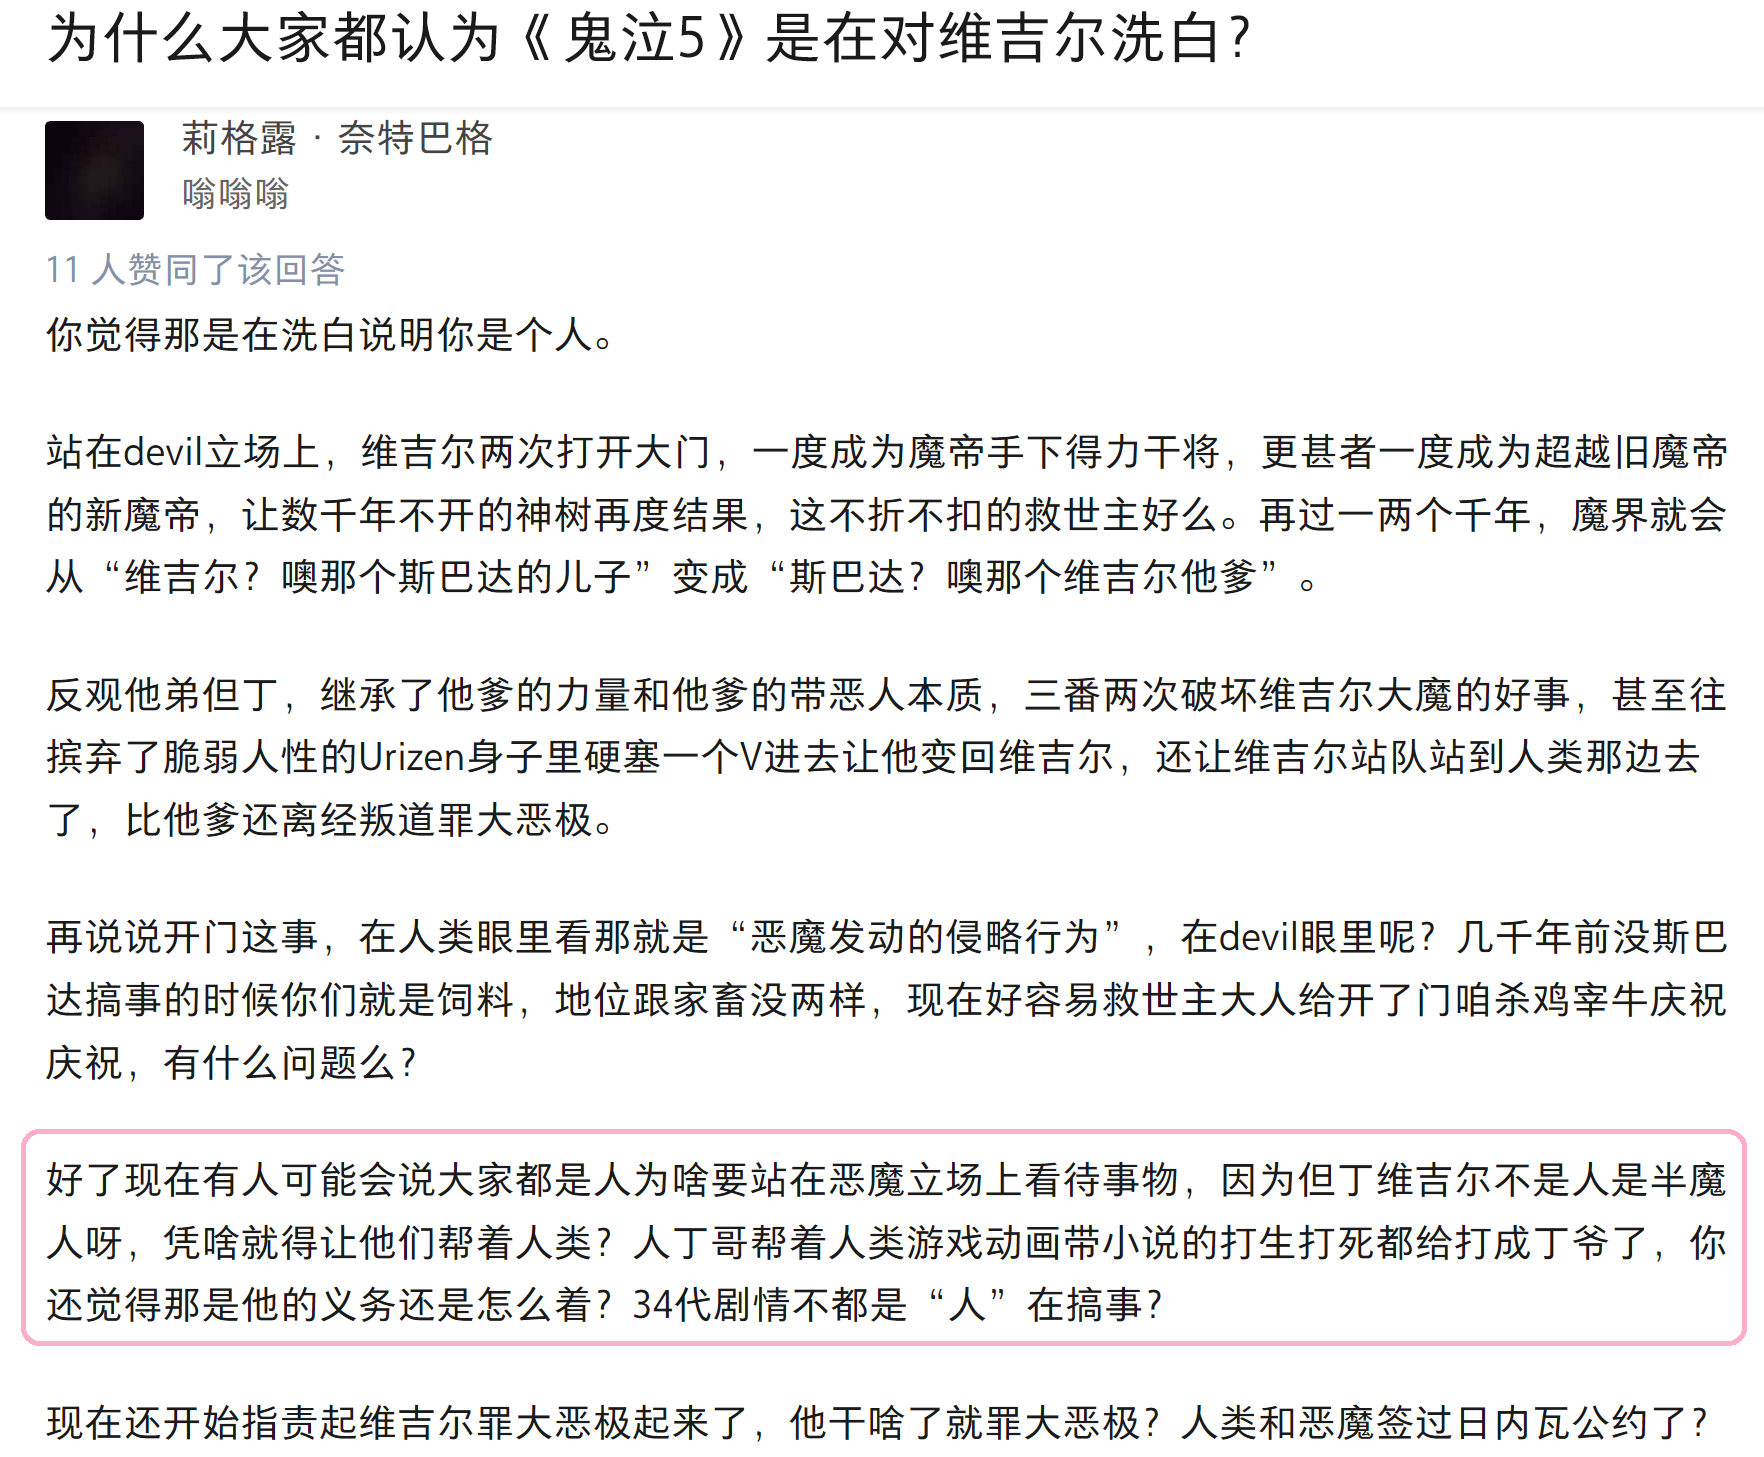 为什么大家都认为《鬼泣5》是在对维吉尔洗白?
莉格露 · 奈特巴格
嗡嗡嗡
11 人赞同了该回答
你觉得那是在洗白说明你是个人。
站在devil立场上，维吉尔两次打开大门，一度成为魔帝手下得力干将，更甚者一度成为超越旧魔帝
的新魔帝，让数千年不开的神树再度结果，这不折不扣的救世主好么。再过一两个千年，魔界就会
从“维吉尔？噢那个斯巴达的儿子”变成“斯巴达？噢那个维吉尔他爹”。
反观他弟但丁，继承了他爹的力量和他爹的带恶人本质，三番两次破坏维吉尔大魔的好事，甚至往
摈弃了脆弱人性的Urizen身子里硬塞一个V进去让他变回维吉尔，还让维吉尔站队站到人类那边去
了，比他爹还离经叛道罪大恶极。
再说说开门这事，在人类眼里看那就是“恶魔发动的侵略行为”，在devil眼里呢？几千年前没斯巴
达搞事的时候你们就是饲料，地位跟家畜没两样，现在好容易救世主大人给开了门咱杀鸡宰牛庆祝
庆祝，有什么问题么？
好了现在有人可能会说大家都是人为啥要站在恶魔立场上看待事物，因为但丁维吉尔不是人是半魔
人呀，凭啥就得让他们帮着人类？人丁哥帮着人类游戏动画带小说的打生打死都给打成丁爷了，你
还觉得那是他的义务还是怎么着？34代剧情不都是“人”在搞事？
现在还开始指责起维吉尔罪大恶极起来了，他干啥了就罪大恶极？人类和恶魔签过日内瓦公约了？